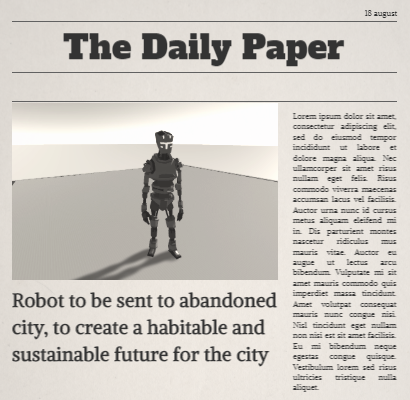 18 august
The Daily Paper
Robot to be sent to abandoned
city, to create a habitable and
sustainable future for the city
Lorem ipsum dolor sit amet,
consectetur adipiscing elit,
sed do eiusmod tempor
incididunt ut labore et
dolore magna aliqua. Nec
ullamcorper sit amet risus
nullam eget felis. Risus
commodo viverra maecenas
accumsan lacus vel facilisis.
Auctor urna nunc id cursus
metus aliquam eleifend mi
in. Dis parturient montes
nascetur ridiculus mus
mauris vitae. Auctor eu
augue ut lectus arcu
bibendum. Vulputate mi sit
amet mauris commodo quis
imperdiet massa tincidunt.
Amet volutpat consequat
mauris nunc congue nisi.
Nisl tincidunt eget nullam
non nisi est sit amet facilisis.
Eu mi bibendum neque
egestas congue quisque.
Vestibulum lorem sed risus
ultricies tristique nulla
aliquet.